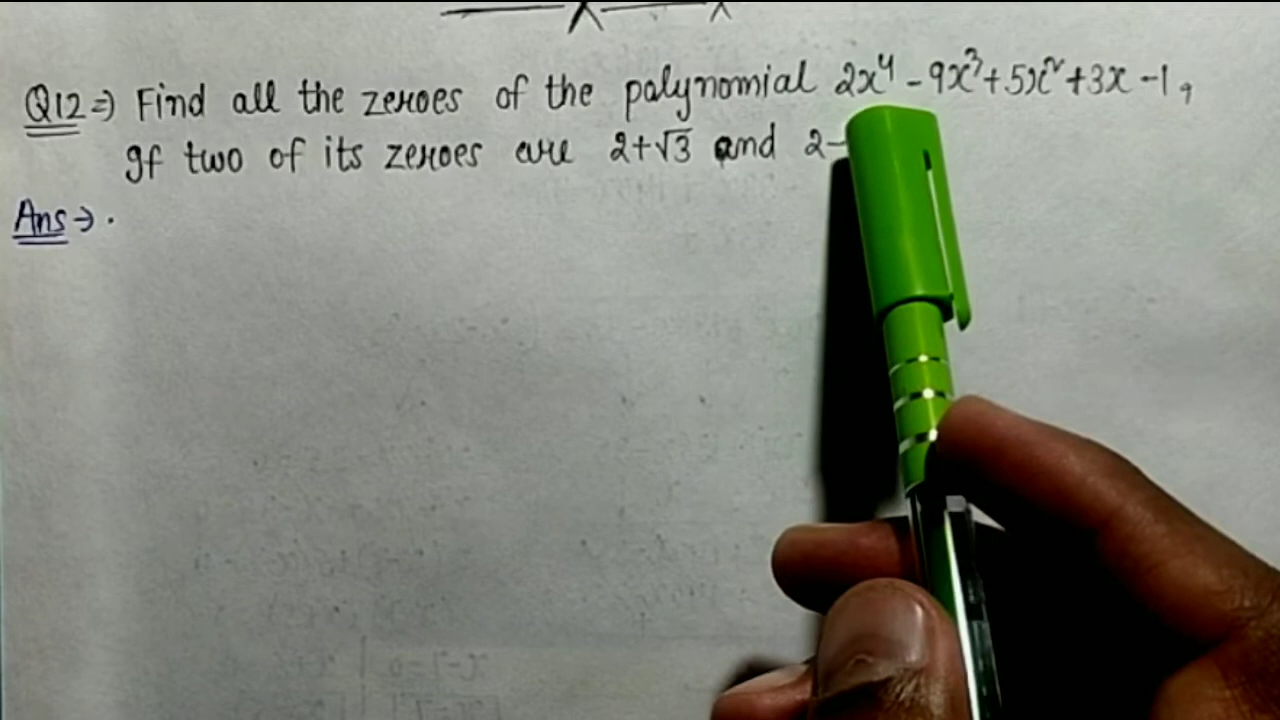 Q12 => Find all the zeroes of the polynomial 2x⁴ - 9x³ + 5x² + 3x - 1,
If two of its zeroes are 2+√3 and 2-
Ans → .